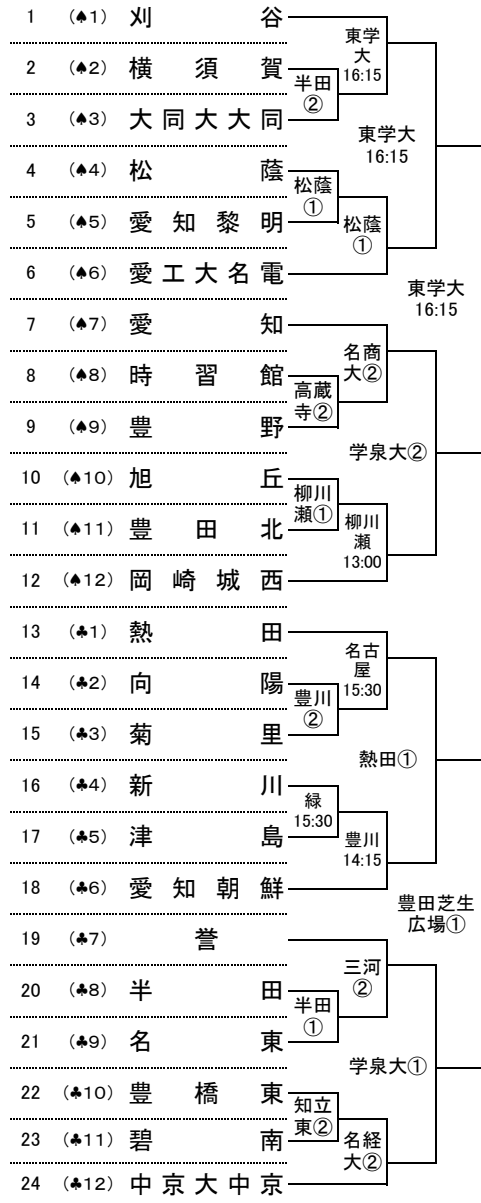 1 (♠1) 刈谷
2 (♠2) 横須賀
3 (♠3) 大同大大同
4 (♠4) 松蔭
5 (♠5) 愛知黎明
6 (♠6) 愛工大名電
7 (♠7) 愛知
8 (♠8) 時習館
9 (♠9) 豊野
10 (♠10) 旭丘
11 (♠11) 豊田北
12 (♠12) 岡崎城西
13 (♣1) 熱田
14 (♣2) 向陽
15 (♣3) 菊里
16 (♣4) 新川
17 (♣5) 津島
18 (♣6) 愛知朝鮮
19 (♣7) 誉
20 (♣8) 半田
21 (♣9) 名東
22 (♣10) 豊橋東
23 (♣11) 碧南
24 (♣12) 中京大中京
半田
②
松蔭
①
高蔵
寺②
柳川
瀬①
豊川
②
緑
15:30
半田
①
知立
東②
東学
大
16:15
松蔭
①
名商
大②
柳川
瀬
13:00
名古
屋
15:30
豊川
14:15
三河
②
名経
大②
東学大
16:15
学泉大②
熱田①
学泉大①
東学大
16:15
豊田芝生
広場①